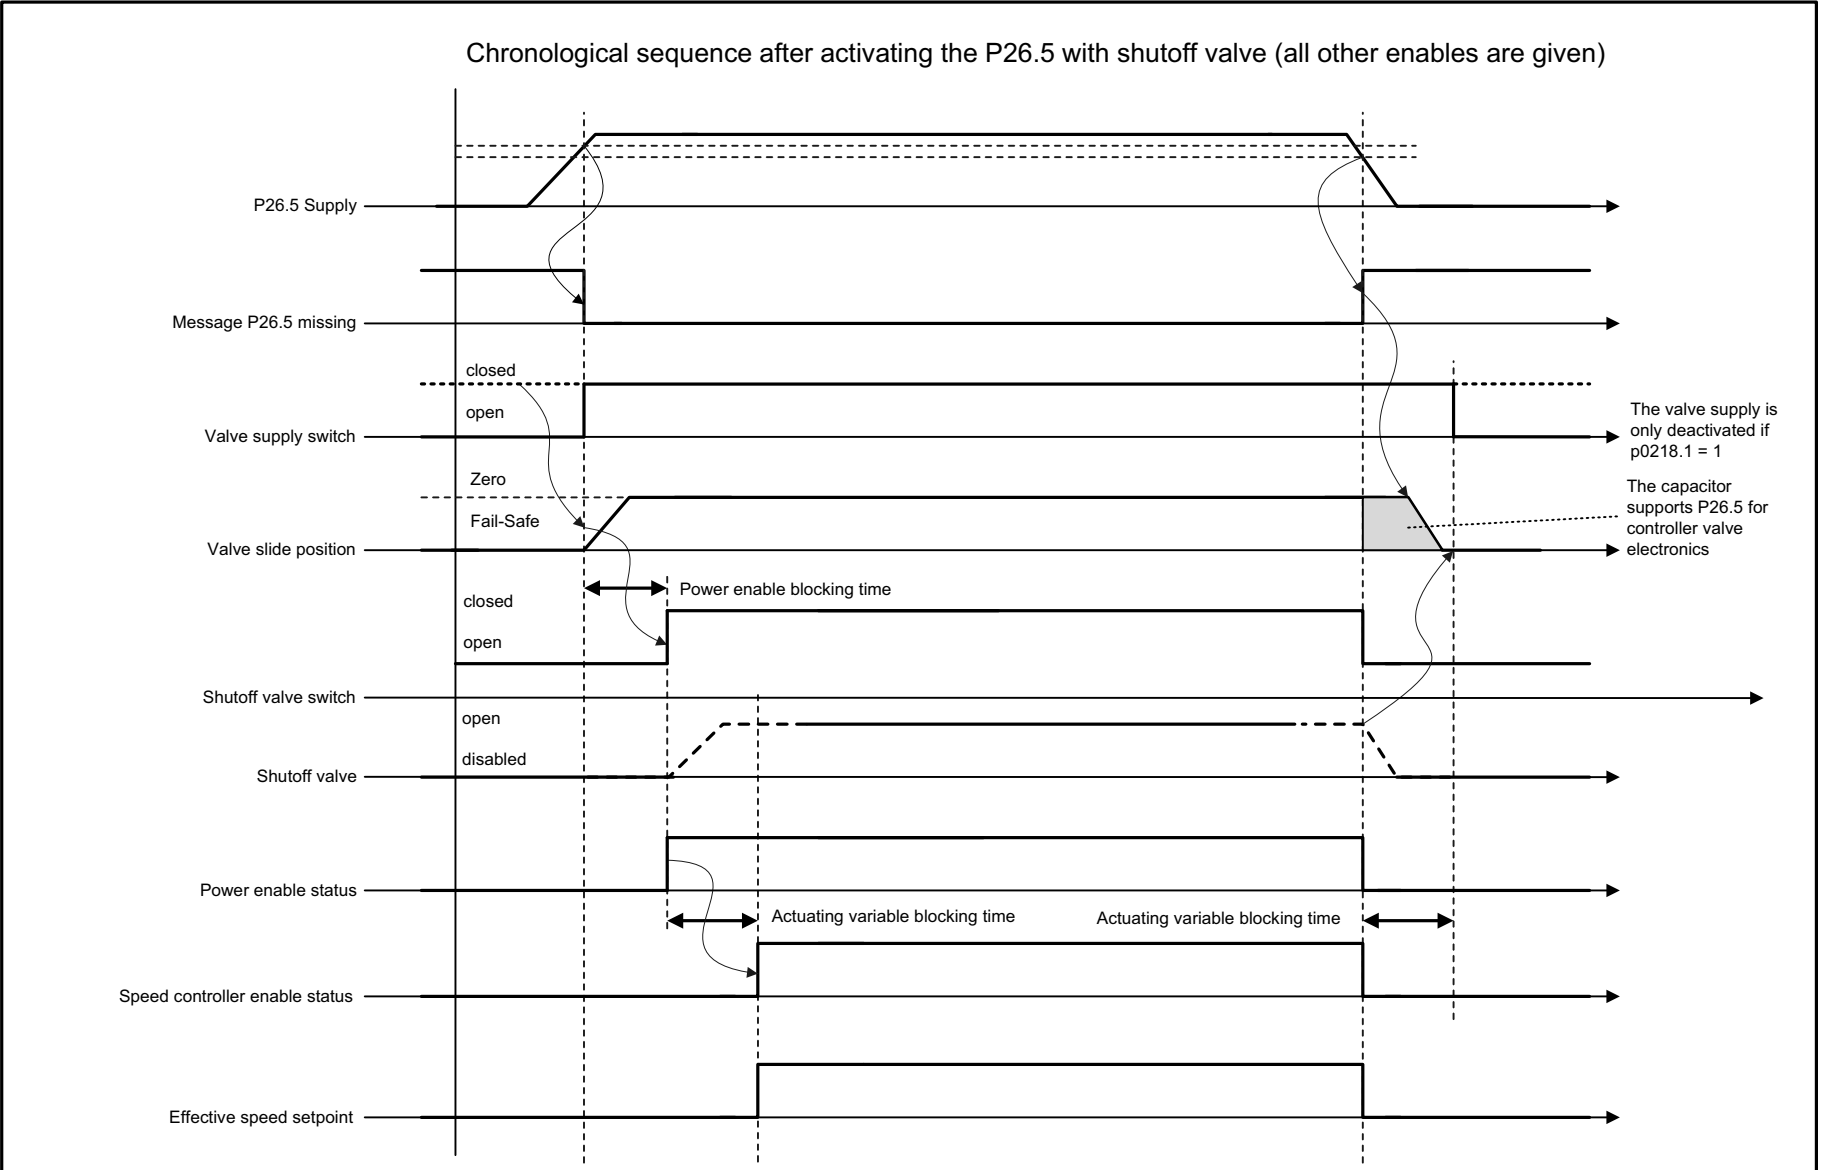 Chronological sequence after activating the P26.5 with shutoff valve (all other enables are given)
P26.5 Supply
Message P26.5 missing
closed
open
Valve supply switch
The valve supply is
only deactivated if
p0218.1 = 1
Zero
Fail-Safe
Valve slide position
The capacitor
supports P26.5 for
controller valve
electronics
Power enable blocking time
closed
open
Shutoff valve switch
open
disabled
Shutoff valve
Power enable status
Actuating variable blocking time
Actuating variable blocking time
Speed controller enable status
Effective speed setpoint